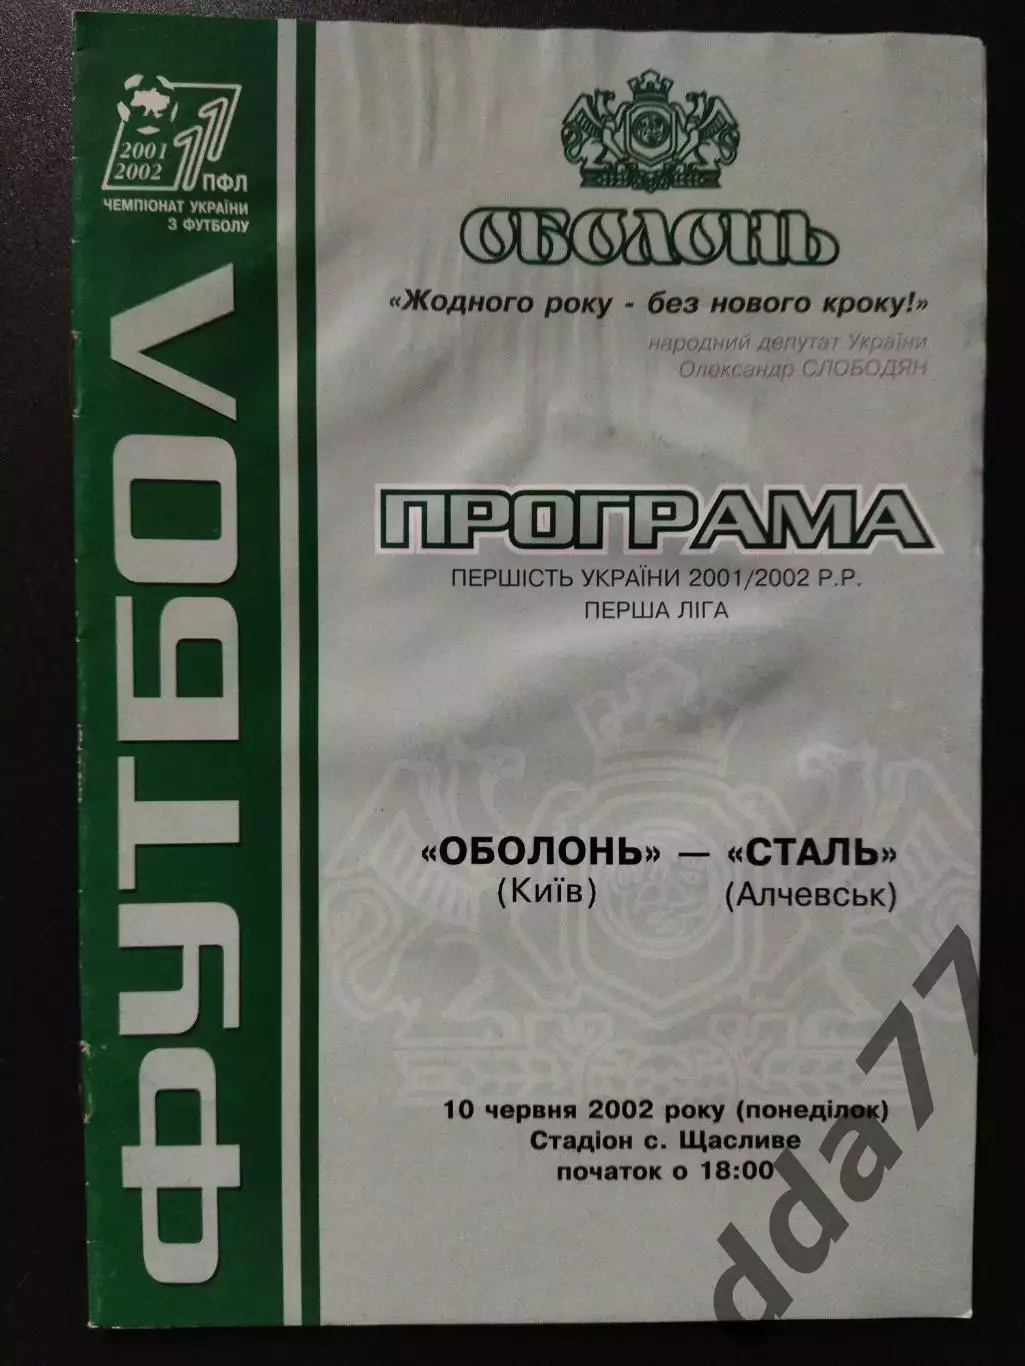 2001
2002
ПФЛ
ЧЕМПІОНАТ УКРАЇНИ
З ФУТБОЛУ
ФУТБОЛ
ОБОЛОНЬ
«Жодного року - без нового кроку!»
народний депутат України
Олександр СЛОБОДЯН
ПРОГРАМА
ПЕРШІСТЬ УКРАЇНИ 2001/2002 Р.Р.
ПЕРША ЛІГА
«ОБОЛОНЬ» — «СТАЛЬ»
(Київ) (Алчевськ)
10 червня 2002 року (понеділок)
Стадіон с. Щасливе
початок о 18:00
dda77